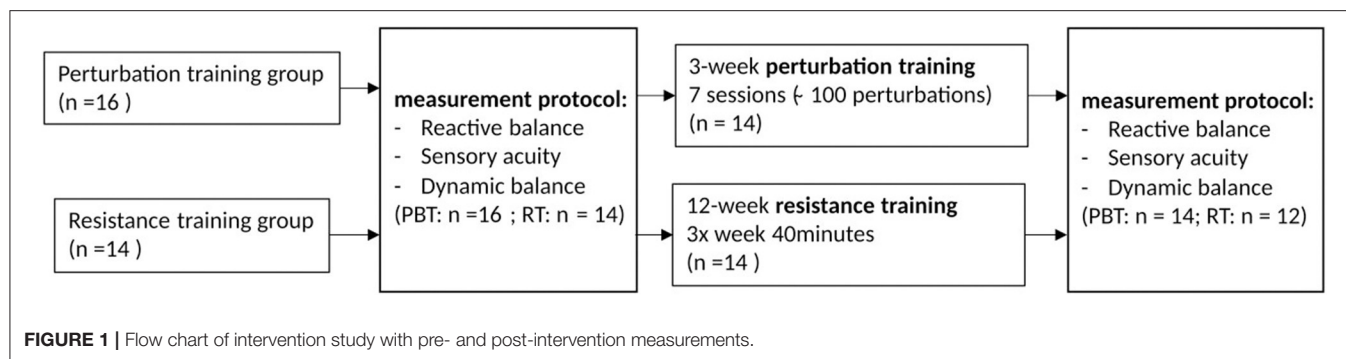 Perturbation training group
(n =16 )
Resistance training group
(n =14 )
measurement protocol:
- Reactive balance
- Sensory acuity
- Dynamic balance
(PBT: n =16 ; RT: n = 14)
3-week perturbation training
7 sessions (~ 100 perturbations)
(n = 14)
12-week resistance training
3x week 40minutes
(n =14 )
measurement protocol:
- Reactive balance
- Sensory acuity
- Dynamic balance
(PBT: n = 14; RT: n = 12)
FIGURE 1 | Flow chart of intervention study with pre- and post-intervention measurements.